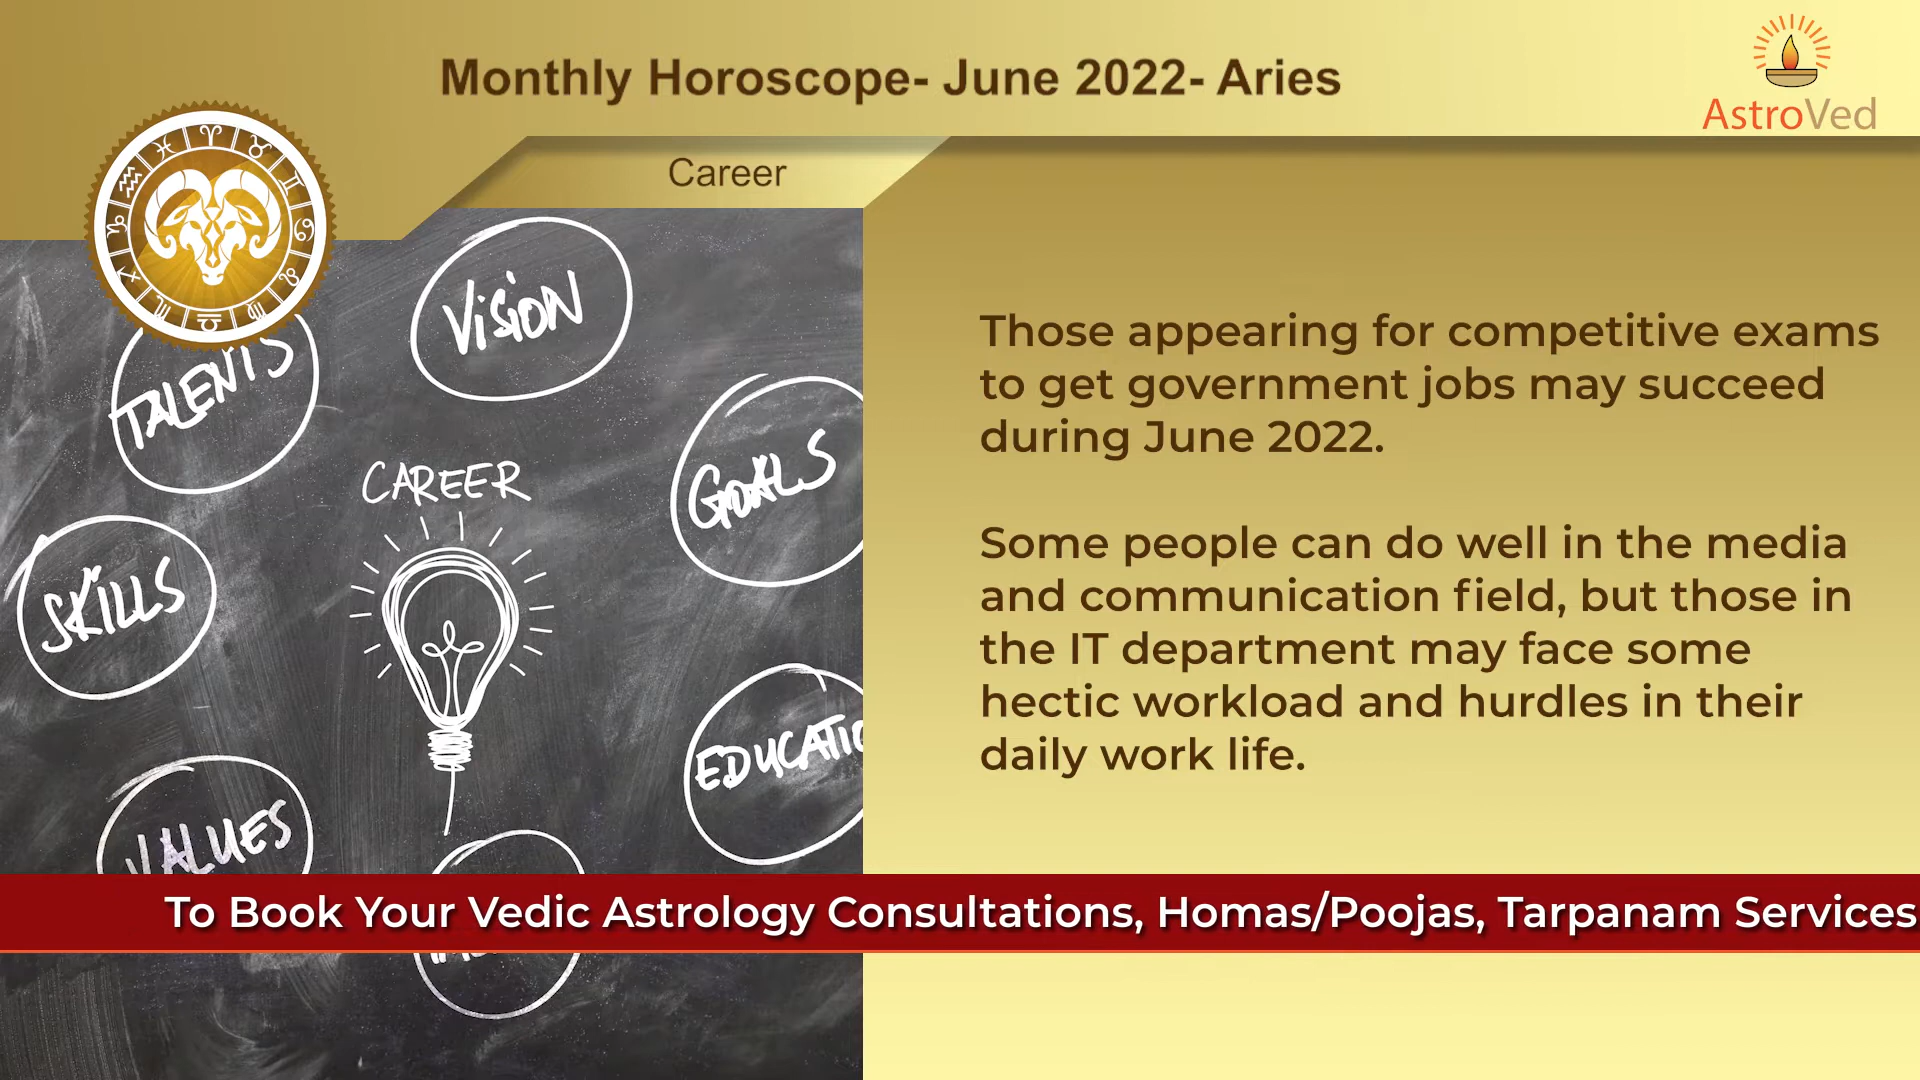 Monthly Horoscope- June 2022- Aries
AstroVed
Career
Those appearing for competitive exams
to get government jobs may succeed
during June 2022.
Some people can do well in the media
and communication field, but those in
the IT department may face some
hectic workload and hurdles in their
daily work life.
VISION
TALENTS
GOALS
CAREER
SKILLS
EDUCATIO
VALUES
To Book Your Vedic Astrology Consultations, Homas/Poojas, Tarpanam Services